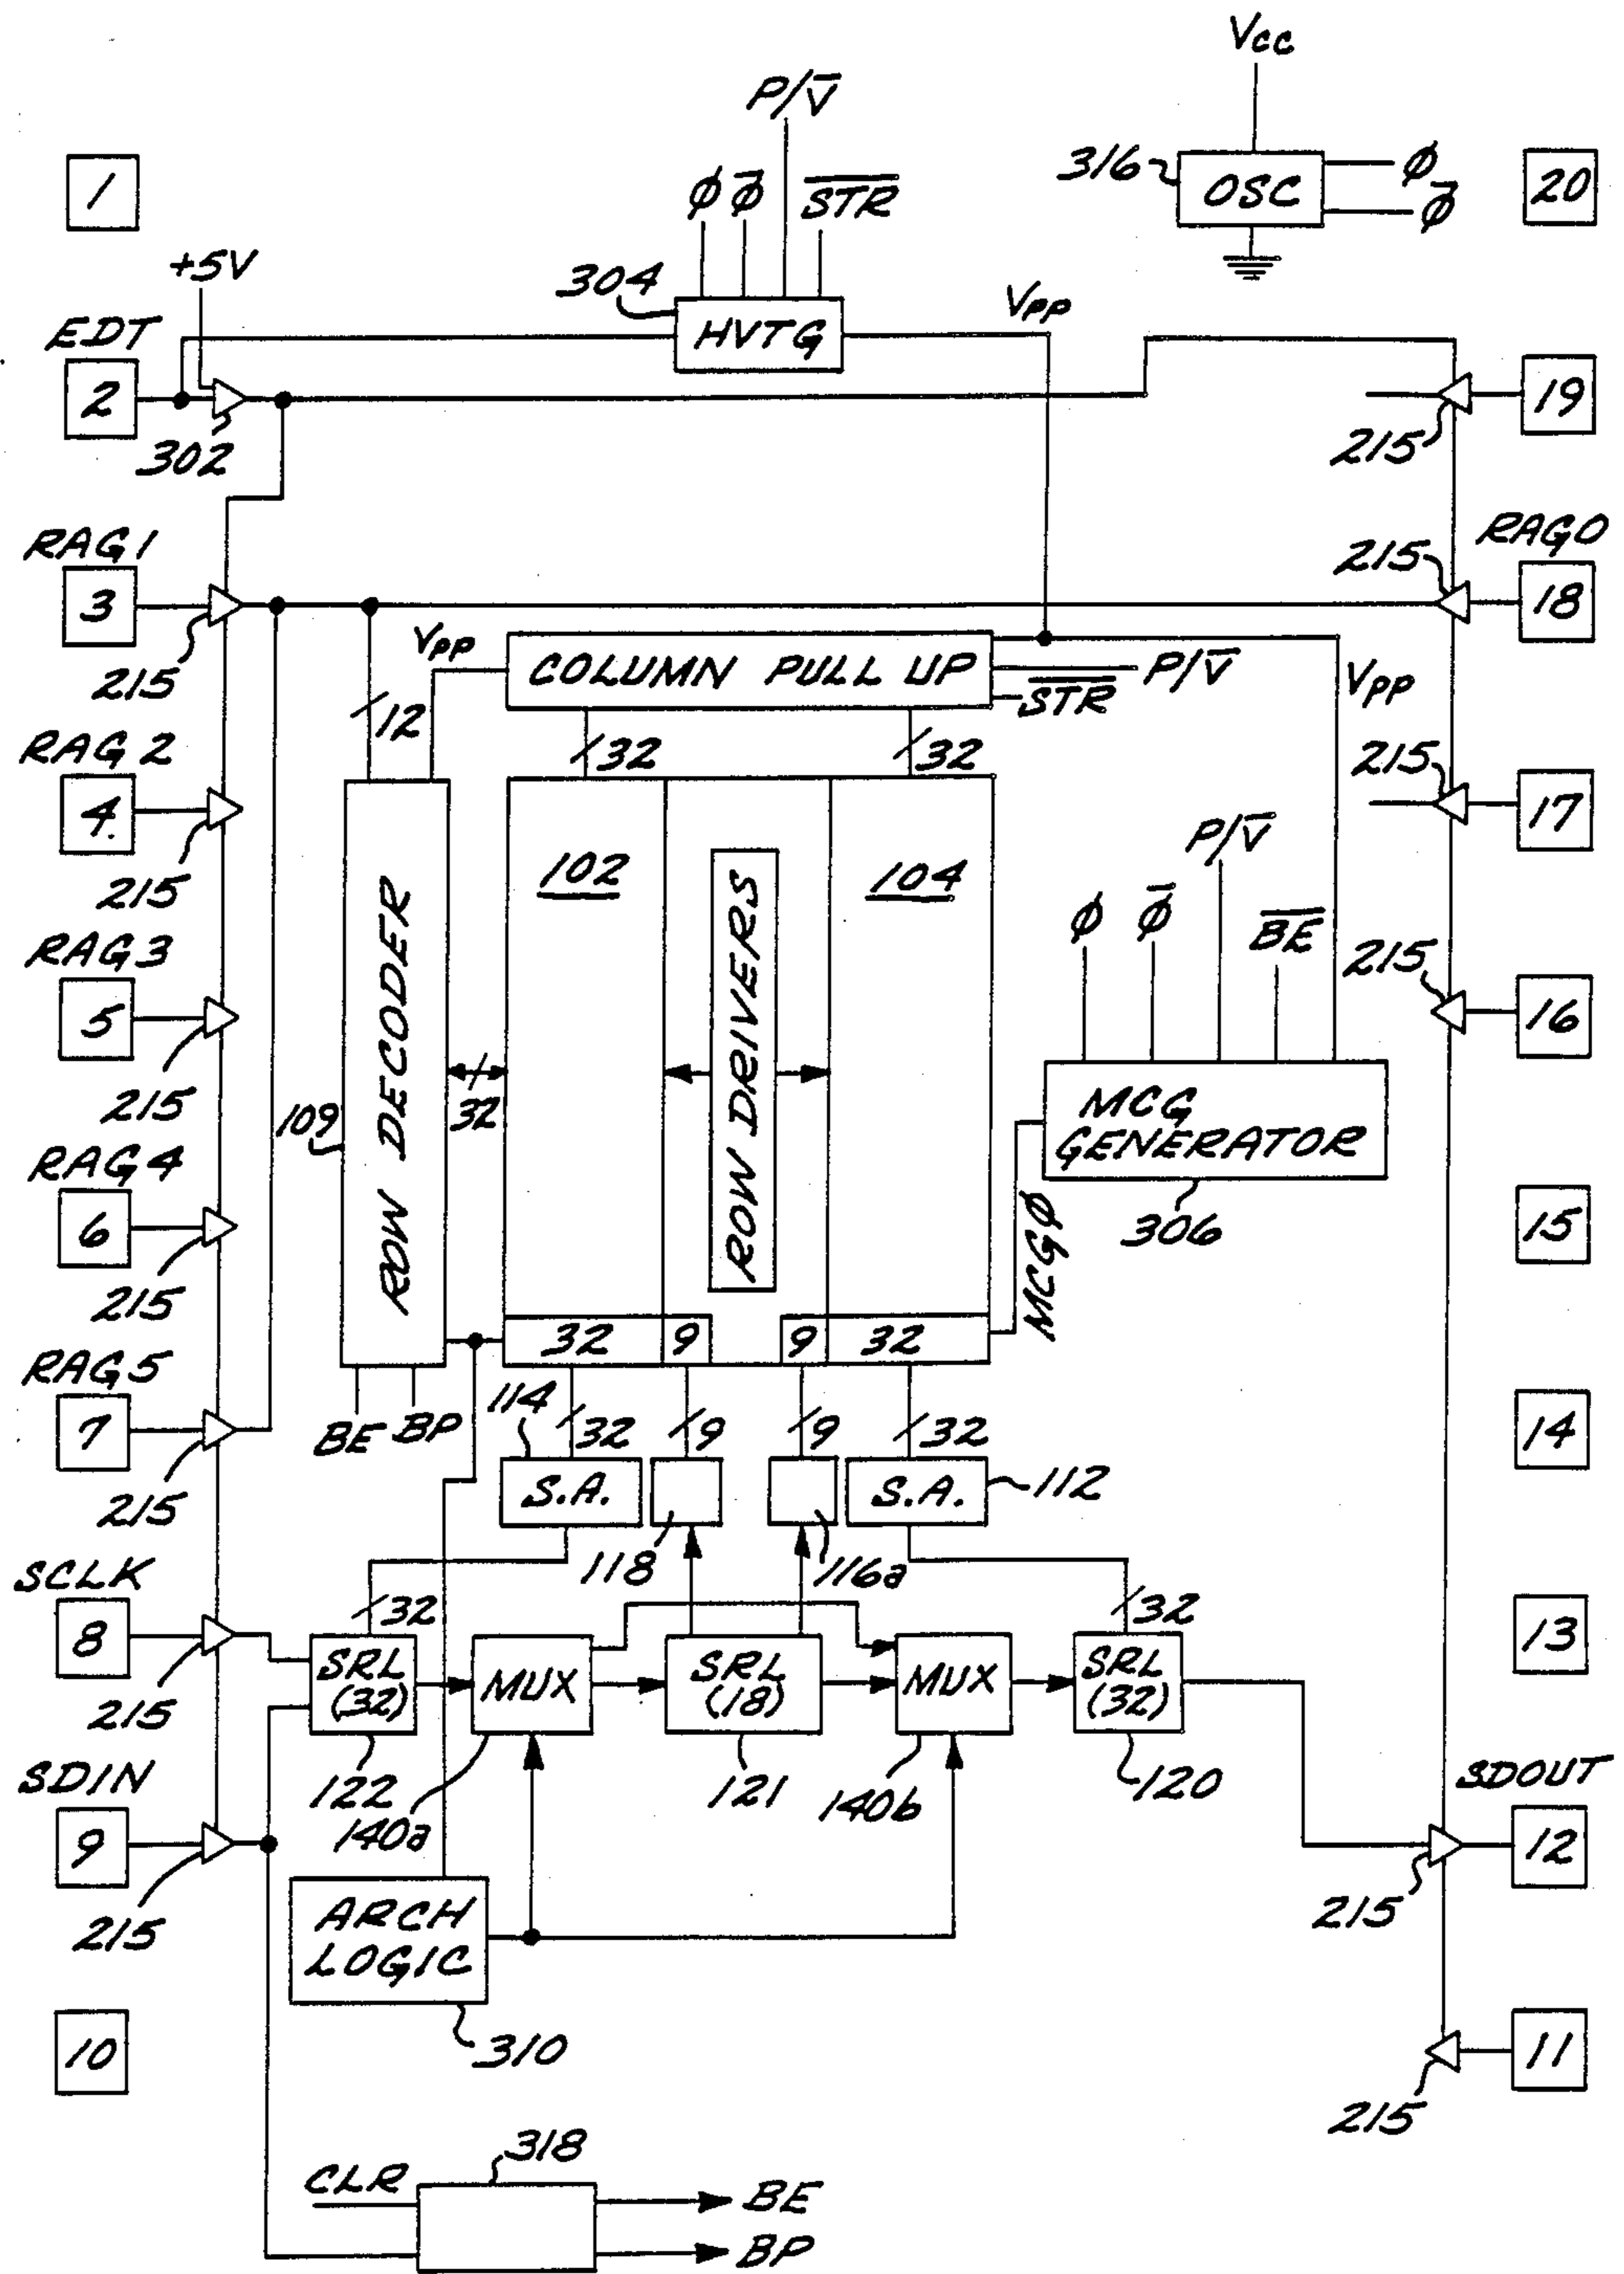 Vcc
P/V̅
1
ϕ ϕ̅ S̅T̅R̅
316
OSC
ϕ
ϕ̅
20
+5V
304
HVTG
Vpp
EDT
2
302
19
215
RAG1
3
215
215
RAG0
18
Vpp
COLUMN PULL UP
P/V̅
S̅T̅R̅
Vpp
12
32
32
RAG2
4
215
215
17
102
104
P/V̅
ROW DECODER
ROW DRIVERS
ϕ
ϕ̅
B̅E̅
RAG3
5
215
215
16
109
32
MCG
GENERATOR
306
MCGϕ
RAG4
6
215
15
32
9
9
32
RAG5
7
215
BE
BP
114
32
9
9
32
14
S.A.
S.A.
112
118
116a
SCLK
8
215
32
32
13
SRL
(32)
MUX
SRL
(18)
MUX
SRL
(32)
122
140a
121
140b
120
SDIN
9
215
SDOUT
12
215
ARCH
LOGIC
310
10
11
215
318
CLR
BE
BP